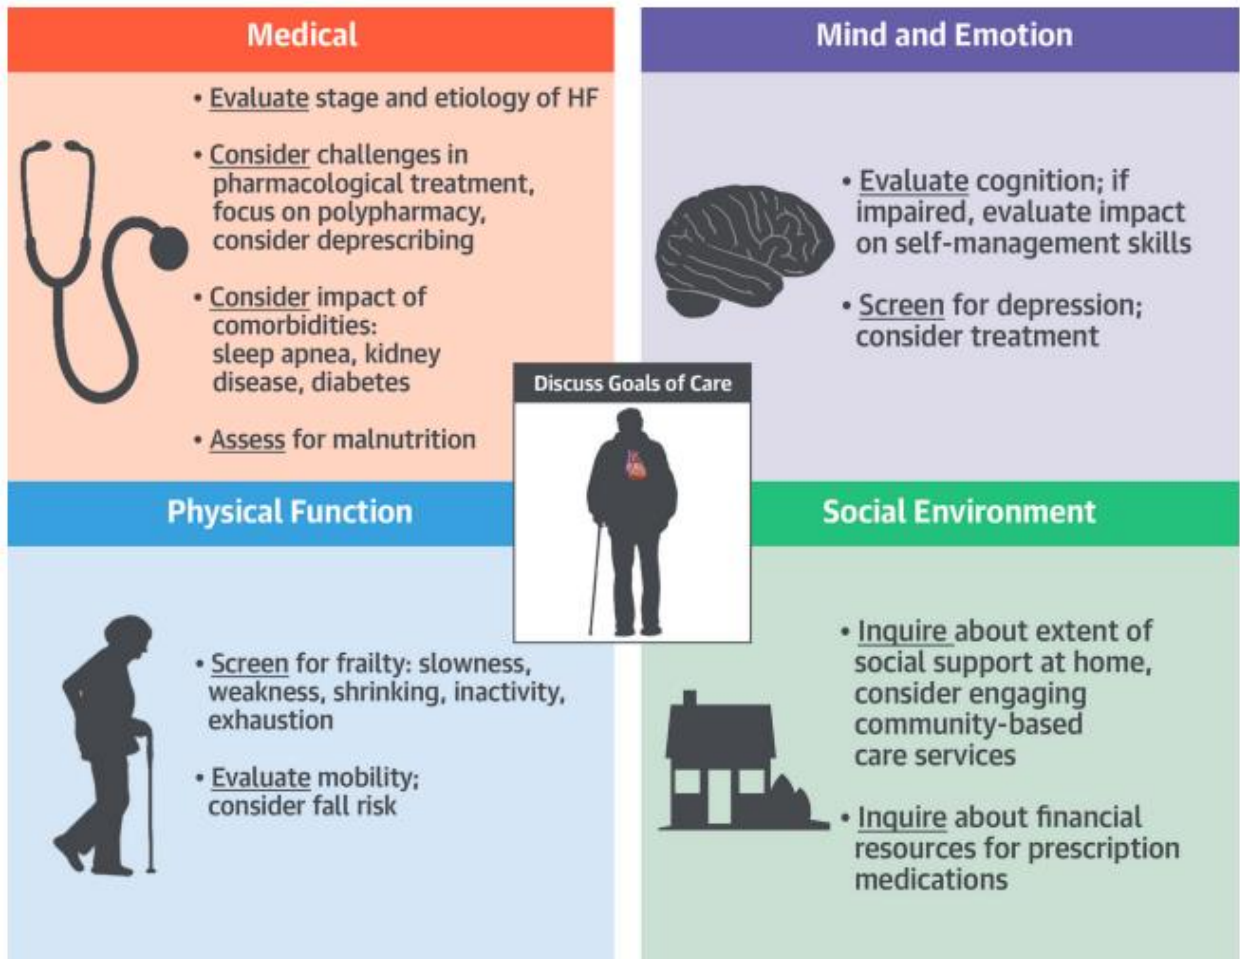 Medical
• Evaluate stage and etiology of HF
• Consider challenges in
pharmacological treatment,
focus on polypharmacy,
consider deprescribing
• Consider impact of
comorbidities:
sleep apnea, kidney
disease, diabetes
• Assess for malnutrition
Mind and Emotion
• Evaluate cognition; if
impaired, evaluate impact
on self-management skills
• Screen for depression;
consider treatment
Discuss Goals of Care
Physical Function
• Screen for frailty: slowness,
weakness, shrinking, inactivity,
exhaustion
• Evaluate mobility;
consider fall risk
Social Environment
• Inquire about extent of
social support at home,
consider engaging
community-based
care services
• Inquire about financial
resources for prescription
medications